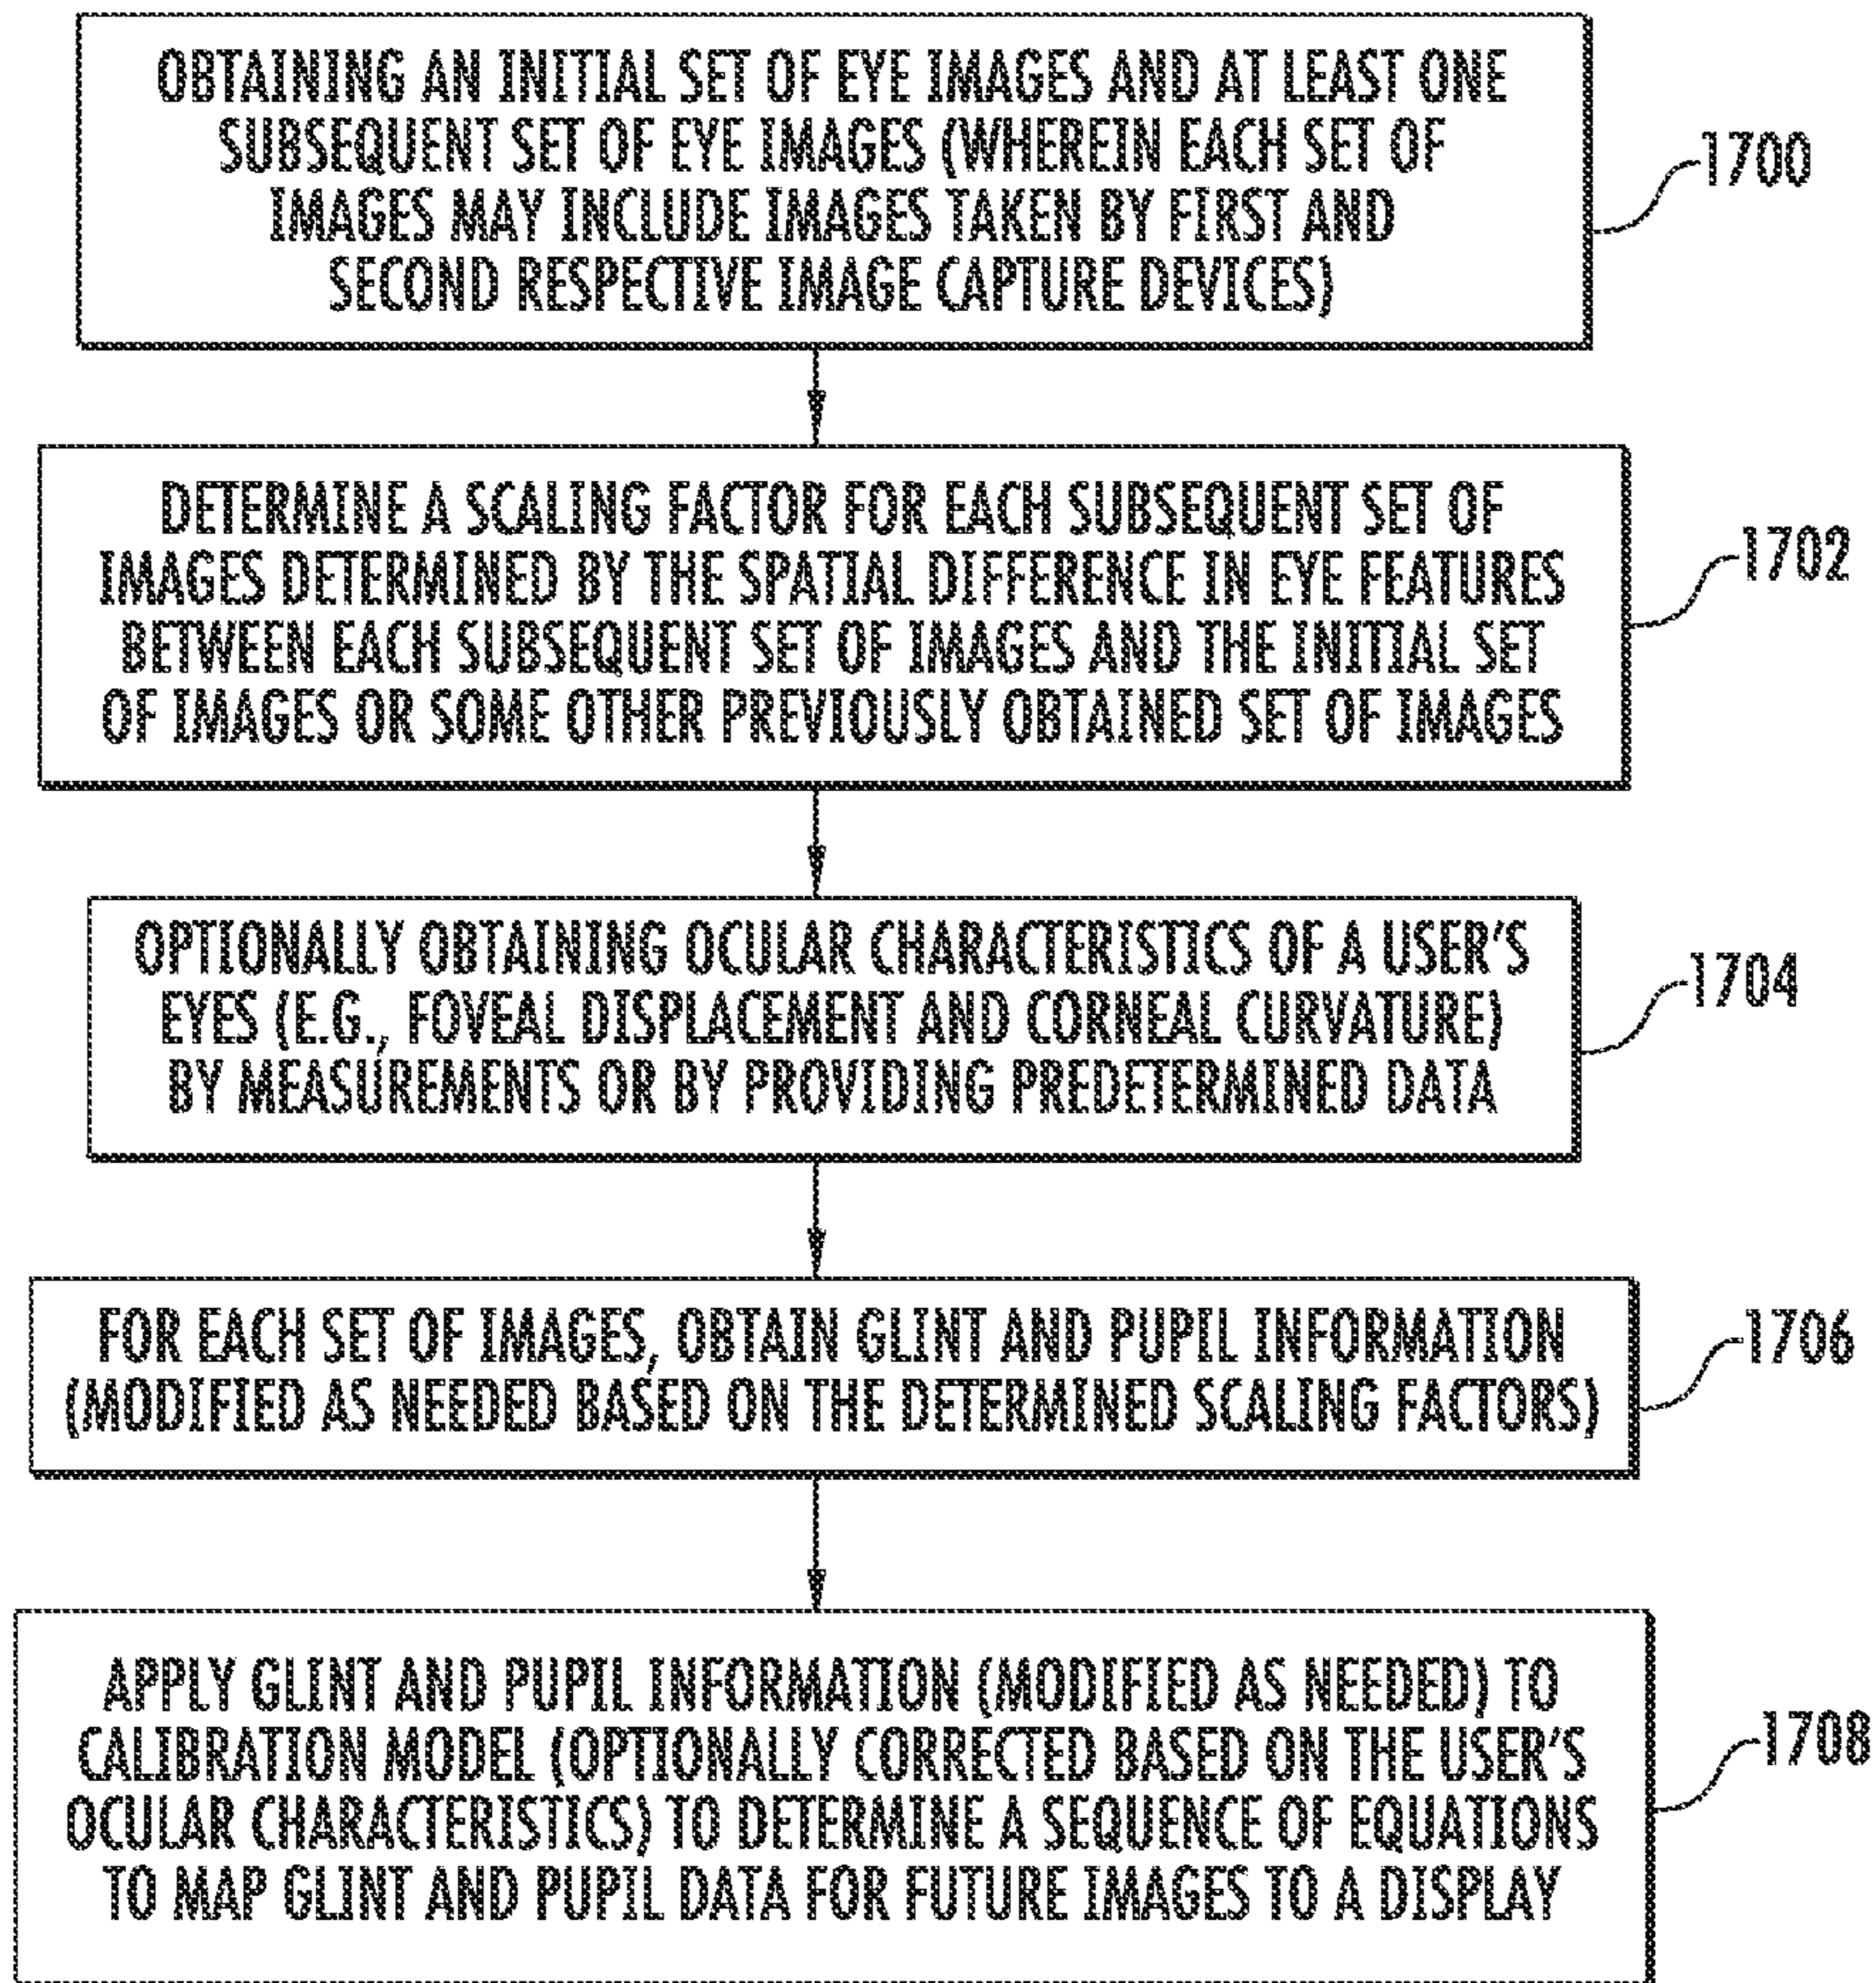 OBTAINING AN INITIAL SET OF EYE IMAGES AND AT LEAST ONE
SUBSEQUENT SET OF EYE IMAGES (WHEREIN EACH SET OF
IMAGES MAY INCLUDE IMAGES TAKEN BY FIRST AND
SECOND RESPECTIVE IMAGE CAPTURE DEVICES)
1700
DETERMINE A SCALING FACTOR FOR EACH SUBSEQUENT SET OF
IMAGES DETERMINED BY THE SPATIAL DIFFERENCE IN EYE FEATURES
BETWEEN EACH SUBSEQUENT SET OF IMAGES AND THE INITIAL SET
OF IMAGES OR SOME OTHER PREVIOUSLY OBTAINED SET OF IMAGES
1702
OPTIONALLY OBTAINING OCULAR CHARACTERISTICS OF A USER'S
EYES (E.G., FOVEAL DISPLACEMENT AND CORNEAL CURVATURE)
BY MEASUREMENTS OR BY PROVIDING PREDETERMINED DATA
1704
FOR EACH SET OF IMAGES, OBTAIN GLINT AND PUPIL INFORMATION
(MODIFIED AS NEEDED BASED ON THE DETERMINED SCALING FACTORS)
1706
APPLY GLINT AND PUPIL INFORMATION (MODIFIED AS NEEDED) TO
CALIBRATION MODEL (OPTIONALLY CORRECTED BASED ON THE USER'S
OCULAR CHARACTERISTICS) TO DETERMINE A SEQUENCE OF EQUATIONS
TO MAP GLINT AND PUPIL DATA FOR FUTURE IMAGES TO A DISPLAY
1708